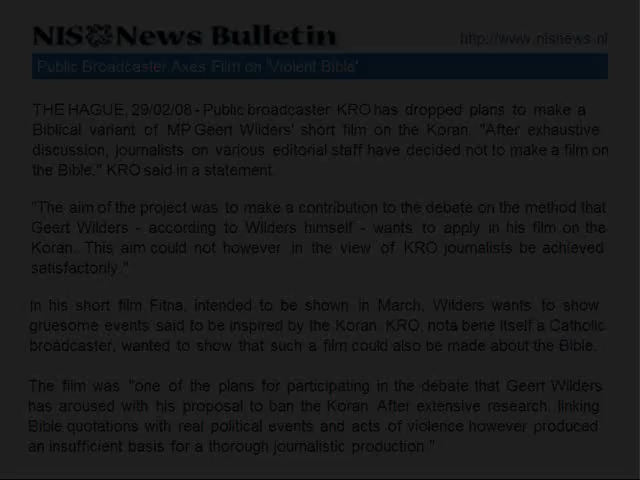 NIS News Bulletin
http://www.nisnews.nl
Public Broadcaster Axes Film on 'Violent Bible'
THE HAGUE, 29/02/08 - Public broadcaster KRO has dropped plans to make a
Biblical variant of MP Geert Wilders' short film on the Koran. "After exhaustive
discussion, journalists on various editorial staff have decided not to make a film on
the Bible." KRO said in a statement.
"The aim of the project was to make a contribution to the debate on the method that
Geert Wilders - according to Wilders himself - wants to apply in his film on the
Koran. This aim could not however in the view of KRO journalists be achieved
satisfactorily."
In his short film Fitna, intended to be shown in March, Wilders wants to show
gruesome events said to be inspired by the Koran. KRO, nota bene itself a Catholic
broadcaster, wanted to show that such a film could also be made about the Bible.
The film was "one of the plans for participating in the debate that Geert Wilders
has aroused with his proposal to ban the Koran. After extensive research, linking
Bible quotations with real political events and acts of violence however produced
an insufficient basis for a thorough journalistic production."